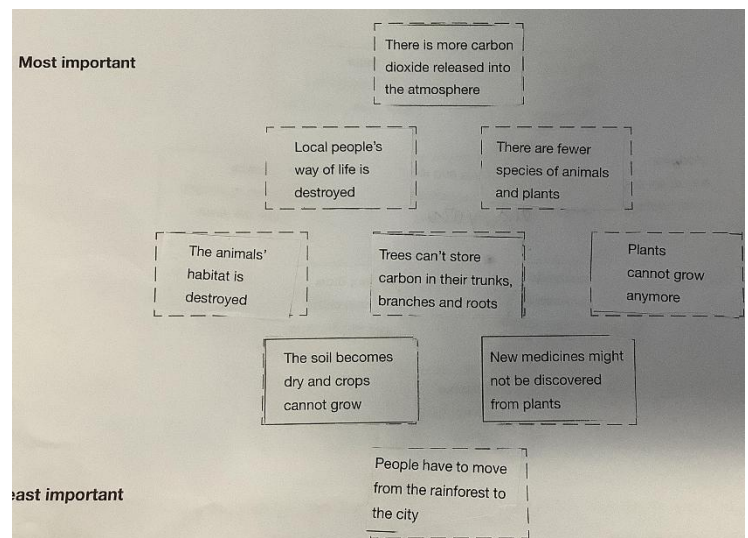 Most important
There is more carbon
dioxide released into
the atmosphere
Local people's
way of life is
destroyed
There are fewer
species of animals
and plants
The animals'
habitat is
destroyed
Trees can't store
carbon in their trunks,
branches and roots
Plants
cannot grow
anymore
The soil becomes
dry and crops
cannot grow
New medicines might
not be discovered
from plants
People have to move
from the rainforest to
the city
east important